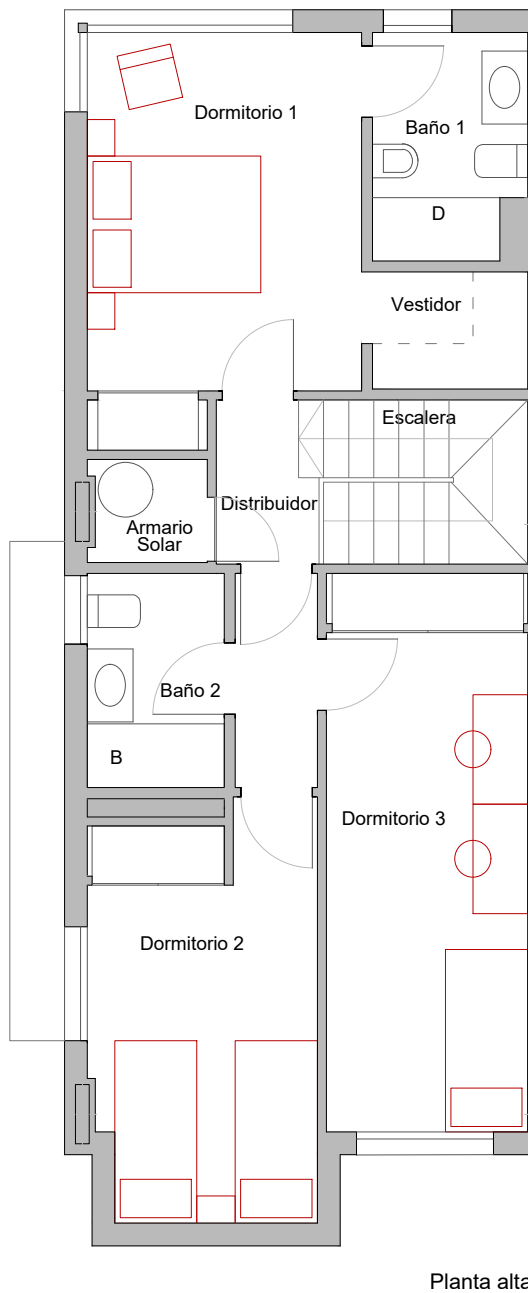 Dormitorio 1
Baño 1
D
Vestidor
Escalera
Distribuidor
Armario
Solar
Baño 2
B
Dormitorio 3
Dormitorio 2
Planta alta